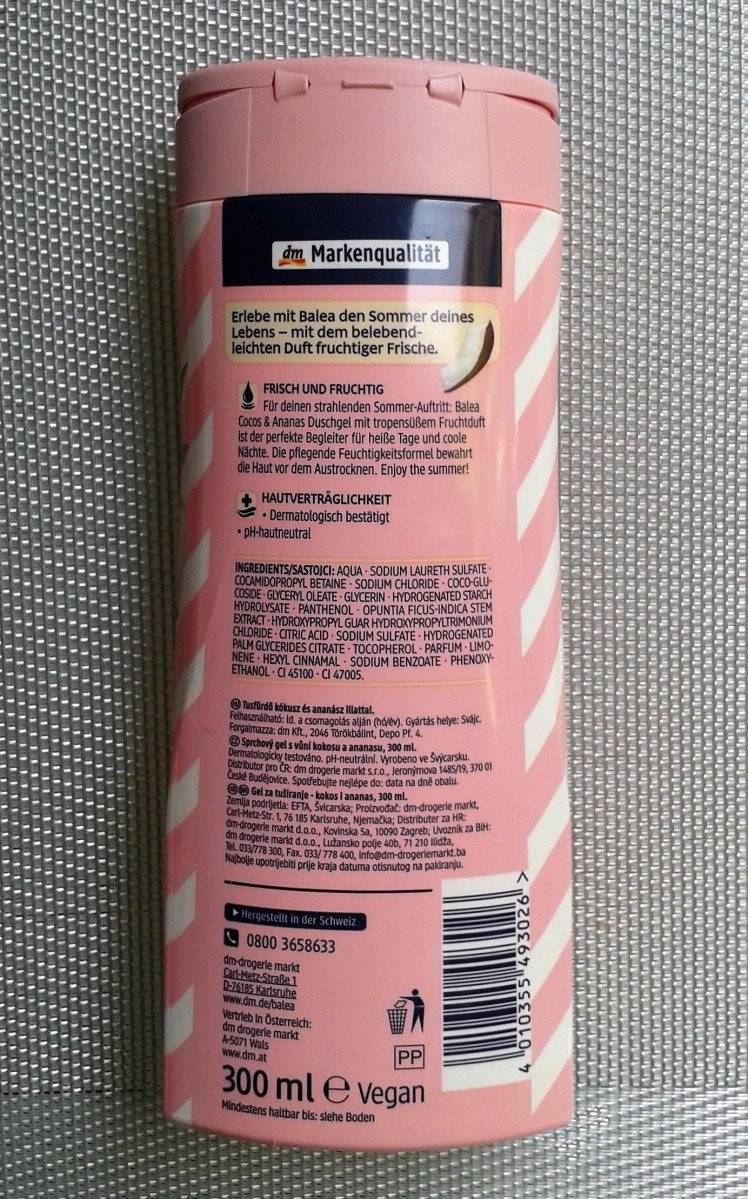 dm Markenqualität
Erlebe mit Balea den Sommer deines
Lebens – mit dem belebend-
leichten Duft fruchtiger Frische.
FRISCH UND FRUCHTIG
Für deinen strahlenden Sommer-Auftritt: Balea
Cocos & Ananas Duschgel mit tropensüßem Fruchtduft
ist der perfekte Begleiter für heiße Tage und coole
Nächte. Die pflegende Feuchtigkeitsformel bewahrt
die Haut vor dem Austrocknen. Enjoy the summer!
HAUTVERTRÄGLICHKEIT
• Dermatologisch bestätigt
• pH-hautneutral
INGREDIENTS/SASTOJCI: AQUA · SODIUM LAURETH SULFATE ·
COCAMIDOPROPYL BETAINE · SODIUM CHLORIDE · COCO-GLU-
COSIDE · GLYCERYL OLEATE · GLYCERIN · HYDROGENATED STARCH
HYDROLYSATE · PANTHENOL · OPUNTIA FICUS-INDICA STEM
EXTRACT · HYDROXYPROPYL GUAR HYDROXYPROPYLTRIMONIUM
CHLORIDE · CITRIC ACID · SODIUM SULFATE · HYDROGENATED
PALM GLYCERIDES CITRATE · TOCOPHEROL · PARFUM · LIMO-
NENE · HEXYL CINNAMAL · SODIUM BENZOATE · PHENOXY-
ETHANOL · CI 45100 · CI 47005.
HU Tusfürdő kókusz és ananász illattal.
Felhasználható: ld. a csomagolás alján (hó/év). Gyártás helye: Svájc.
Forgalmazza: dm Kft., 2046 Törökbálint, Depo Pf. 4.
CZ Sprchový gel s vůní kokosu a ananasu, 300 ml.
Dermatologicky testováno. pH-neutrální. Vyrobeno ve Švýcarsku.
Distributor pro ČR: dm drogerie markt s.r.o., Jeronýmova 1485/19, 370 01
České Budějovice. Spotřebujte nejlépe do: data na dně obalu.
HR BIH Gel za tuširanje - kokos i ananas, 300 ml.
Zemlja podrijetla: EFTA, Švicarska; Proizvođač: dm-drogerie markt,
Carl-Metz-Str. 1, 76 185 Karlsruhe, Njemačka; Distributer za HR:
dm-drogerie markt d.o.o., Kovinska 5a, 10090 Zagreb; Uvoznik za BiH:
dm drogerie markt d.o.o., Lužansko polje 40b, 71 210 Ilidža,
Tel. 033/778 300, Fax. 033/ 778 400, info@dm-drogeriemarkt.ba
Najbolje upotrijebiti prije kraja datuma otisnutog na pakiranju.
Hergestellt in der Schweiz
0800 3658633
dm-drogerie markt
Carl-Metz-Straße 1
D-76185 Karlsruhe
www.dm.de/balea
Vertrieb in Österreich:
dm drogerie markt
A-5071 Wals
www.dm.at
PP
4 010355 493026 >
300 ml ℮ Vegan
Mindestens haltbar bis: siehe Boden